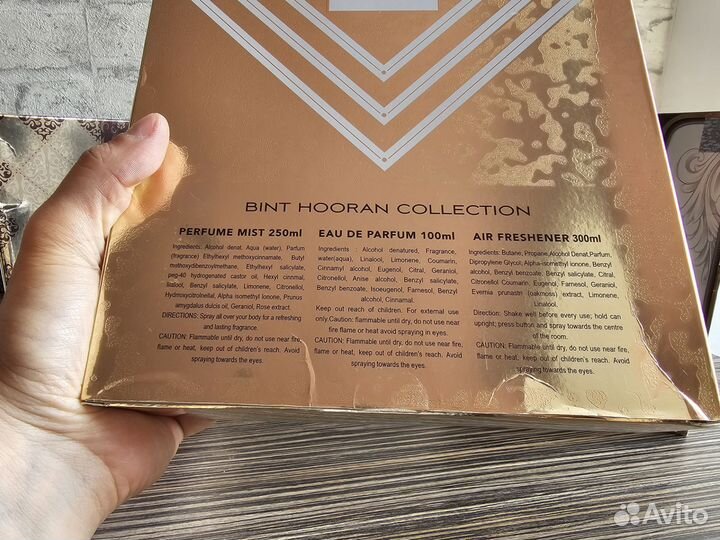 BINT HOORAN COLLECTION
PERFUME MIST 250ml
Ingredients: Alcohol denat. Aqua (water), Parfum
(fragrance) Ethylhexyl methoxycinnamate, Butyl
methoxydibenzoylmethane, Ethylhexyl salicylate,
peg-40 hydrogenated castor oil, Hexyl cinnmal,
linalool, Benzyl salicylate, Limonene, Citronellol,
Hydroxycitronellal, Alpha isomethyl Ionone, Prunus
amygdalus dulcis oil, Geraniol, Rose extract.
DIRECTIONS: Spray all over your body for a refreshing
and lasting fragrance.
CAUTION: Flammable until dry, do not use near fire,
flame or heat, keep out of children's reach. Avoid
spraying towards the eyes.
EAU DE PARFUM 100ml
Ingredients : Alcohol denatured, Fragrance,
water(aqua), Linalool, Limonene, Coumarin,
Cinnamyl alcohol, Eugenol, Citral, Geraniol,
Citronellol, Anise alcohol, Benzyl salicylate,
Benzyl benzoate, Isoeugenol, Farnesol, Benzyl
alcohol, Cinnamal.
Keep out reach of children. For external use
only.Caution: flammable until dry, do not use near
fire flame or heat avoid spraying in eyes.
CAUTION: Flammable until dry, do not use near fire,
flame or heat, keep out of children's reach. Avoid
spraying towards the eyes.
AIR FRESHENER 300ml
Ingredients: Butane, Propane,Alcohol Denat,Parfum,
Dipropylene Glycol, Alpha-isomethyl ionone, Benzyl
alcohol, Benzyl benzoate, Benzyl salicylate, Citral,
Citronellol Coumarin, Eugenol, Farnesol, Geraniol,
Evernia prunastri (oakmoss) extract, Limonene,
Linalool.
Direction: Shake well before every use; hold can
upright; press button and spray towards the centre
of the room.
CAUTION: Flammable until dry, do not use near fire,
flame or heat, keep out of children's reach. Avoid
spraying towards the eyes.
Avito